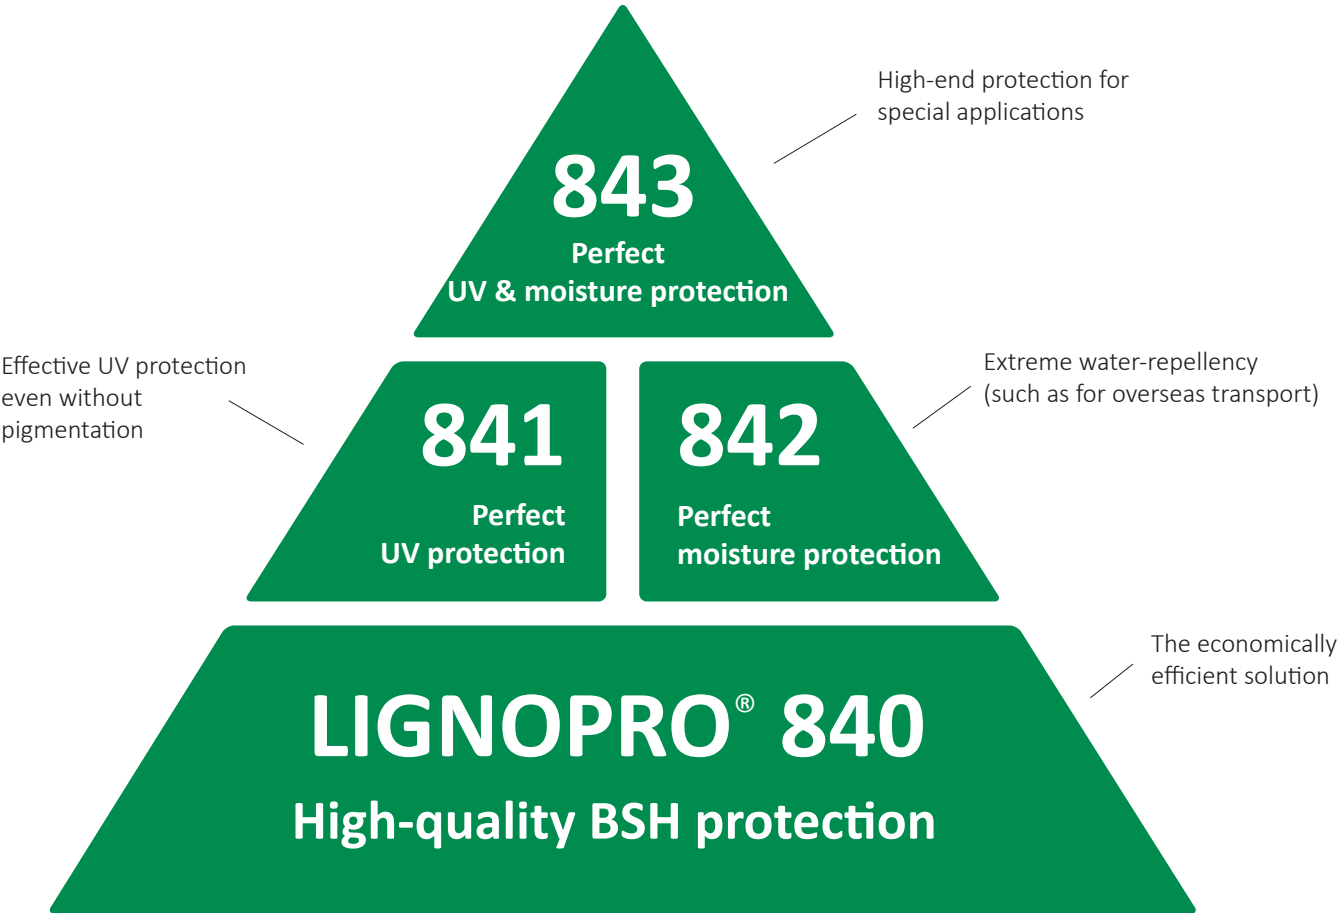 High-end protection for
special applications
843
Perfect
UV & moisture protection
Effective UV protection
even without
pigmentation
841
Perfect
UV protection
842
Perfect
moisture protection
Extreme water-repellency
(such as for overseas transport)
The economically
efficient solution
LIGNOPRO® 840
High-quality BSH protection